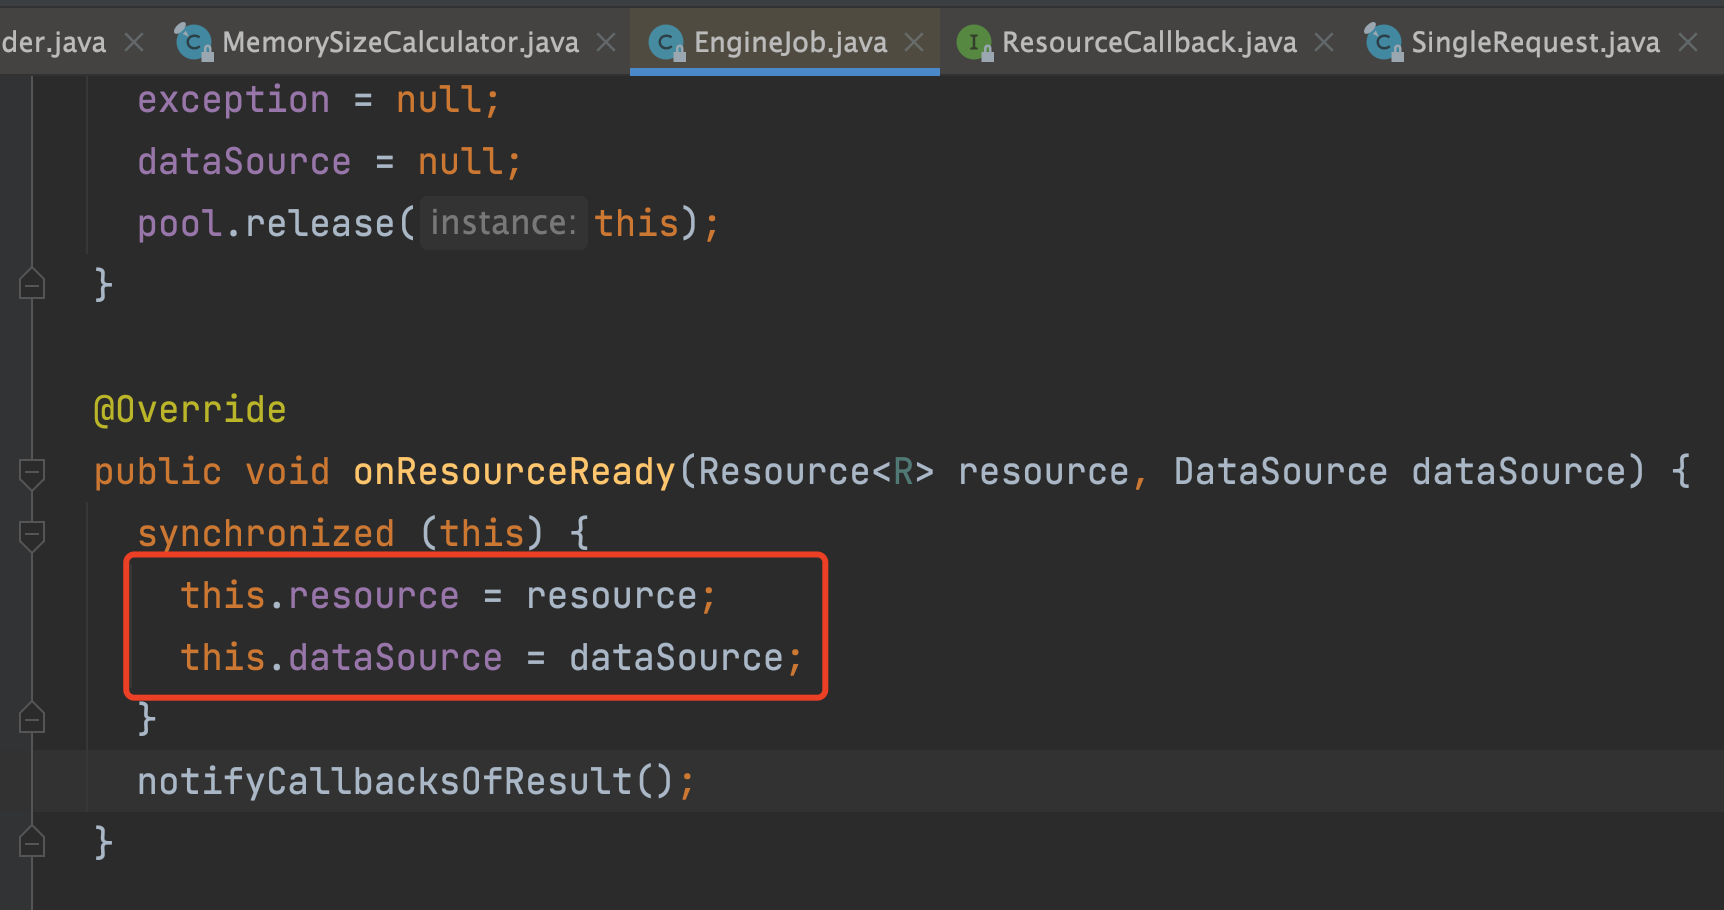 der.java MemorySizeCalculator.java EngineJob.java ResourceCallback.java SingleRequest.java
exception = null;
dataSource = null;
pool.release( instance: this);
}
@Override
public void onResourceReady(Resource<R> resource, DataSource dataSource) {
synchronized (this) {
this.resource = resource;
this.dataSource = dataSource;
}
notifyCallbacksOfResult();
}